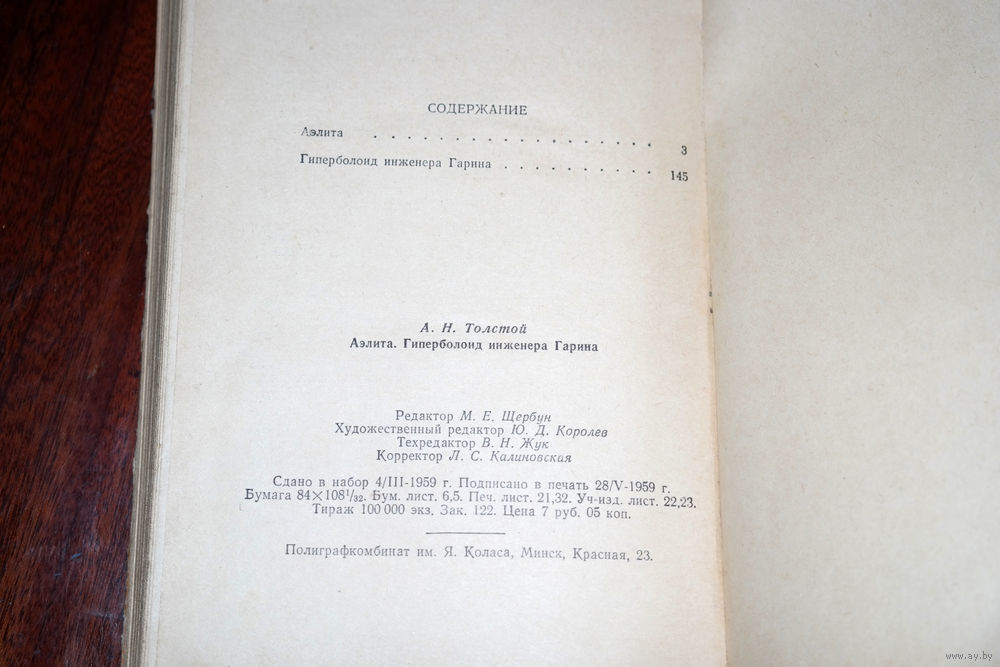 СОДЕРЖАНИЕ
Аэлита . . . . . . . . . . . . . . . . . 3
Гиперболоид инженера Гарина . . . . . . . . . . 145
А. Н. Толстой
Аэлита. Гиперболоид инженера Гарина
Редактор М. Е. Щербун
Художественный редактор Ю. Д. Королев
Техредактор В. Н. Жук
Корректор Л. С. Калиновская
Сдано в набор 4/III-1959 г. Подписано в печать 28/V-1959 г.
Бумага 84×108¹/₃₂. Бум. лист. 6,5. Печ. лист. 21,32. Уч-изд. лист. 22,23.
Тираж 100 000 экз. Зак. 122. Цена 7 руб. 05 коп.
Полиграфкомбинат им. Я. Коласа, Минск, Красная, 23.
www.ay.by